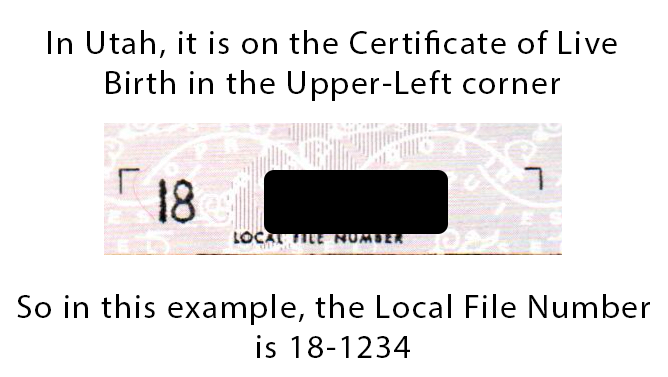 In Utah, it is on the Certificate of Live
Birth in the Upper-Left corner
18
LOCAL FILE NUMBER
So in this example, the Local File Number
is 18-1234